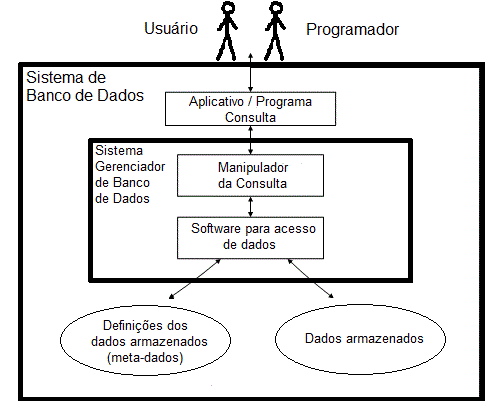 Usuário
Programador
Sistema de
Banco de Dados
Aplicativo / Programa
Consulta
Sistema
Gerenciador
de Banco
de Dados
Manipulador
da Consulta
Software para acesso
de dados
Definições dos
dados armazenados
(meta-dados)
Dados armazenados